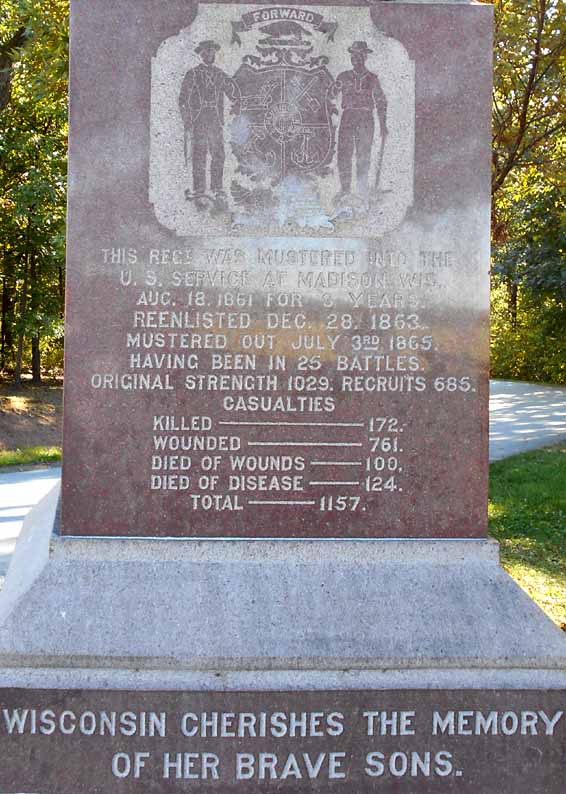 FORWARD
THIS REGT WAS MUSTERED INTO THE
U. S. SERVICE AT MADISON, WIS.,
AUG. 18. 1861 FOR 3 YEARS.
REENLISTED DEC. 28. 1863.
MUSTERED OUT JULY 3RD 1865.
HAVING BEEN IN 25 BATTLES.
ORIGINAL STRENGTH 1029. RECRUITS 685.
CASUALTIES
KILLED — 172.
WOUNDED — 761.
DIED OF WOUNDS — 100.
DIED OF DISEASE — 124.
TOTAL — 1157.
WISCONSIN CHERISHES THE MEMORY
OF HER BRAVE SONS.